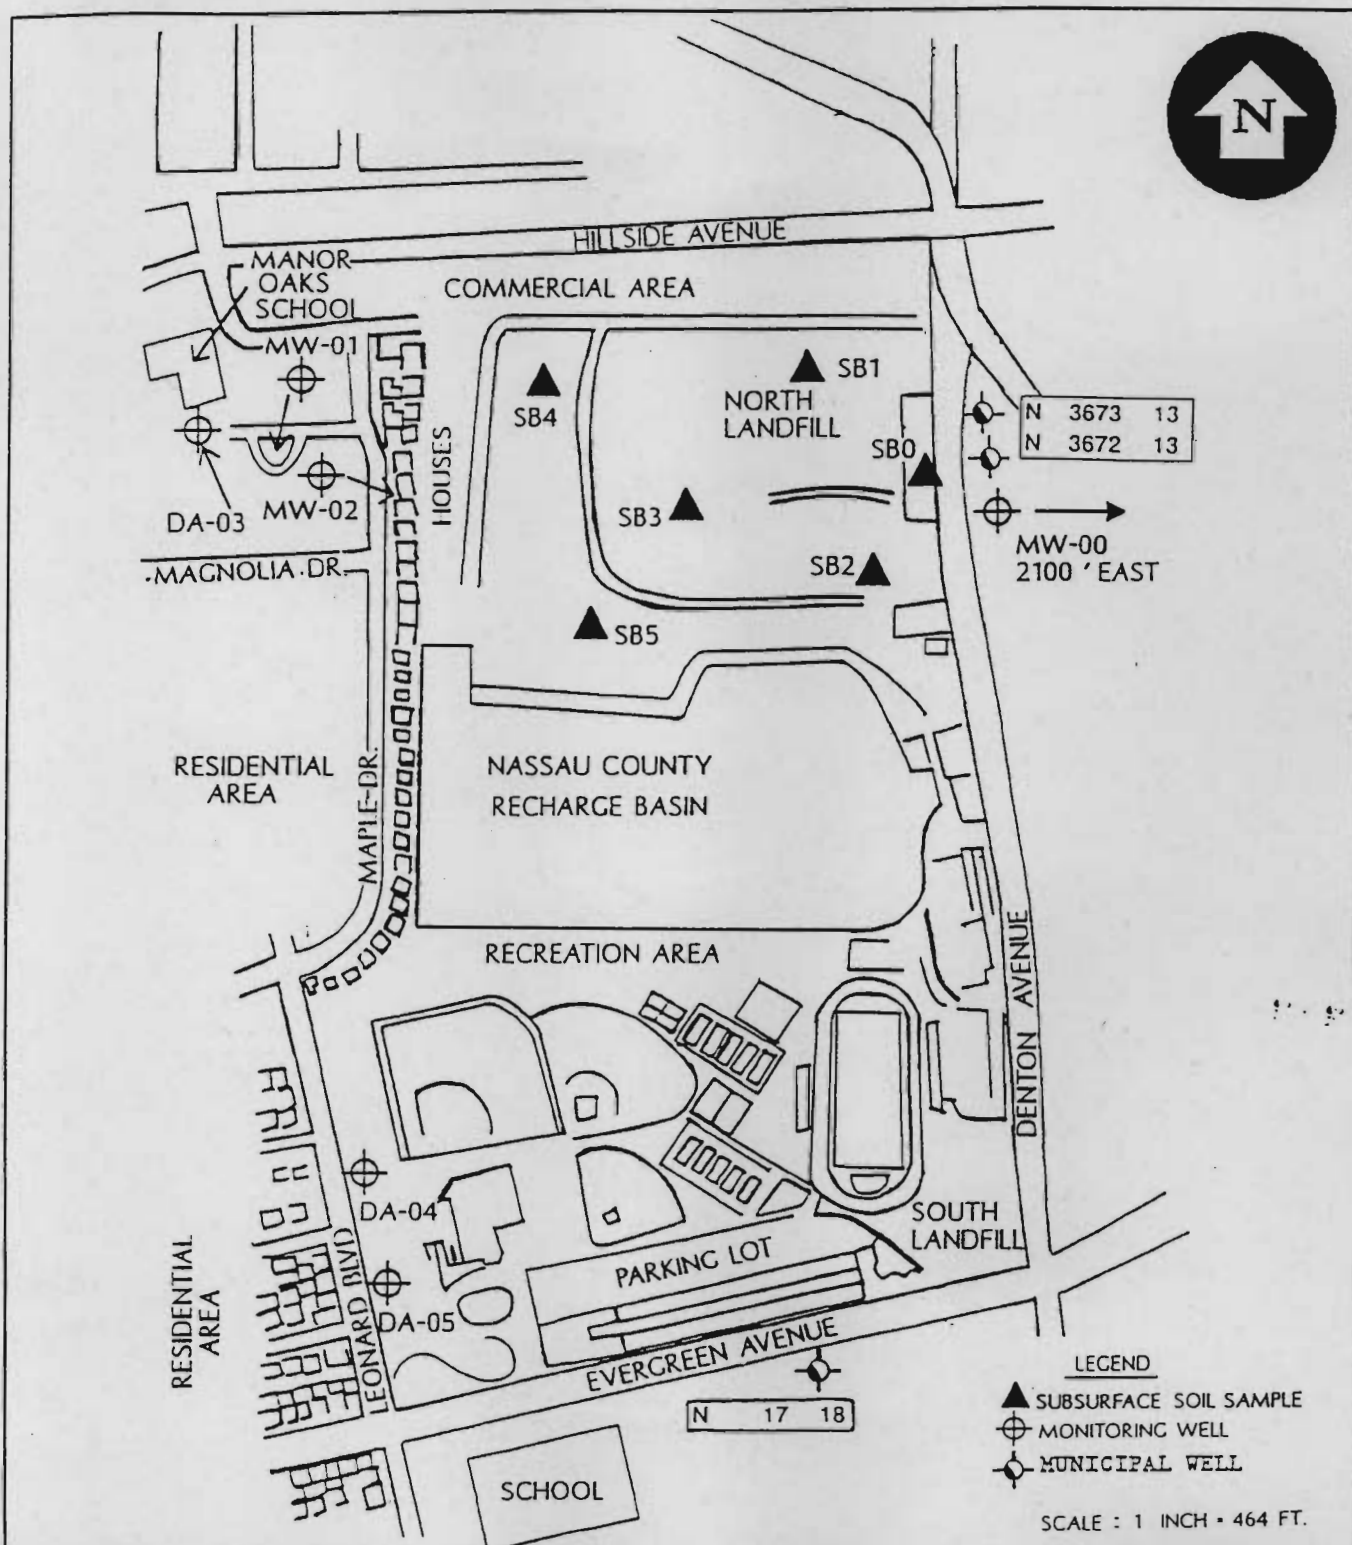 N
HILLSIDE AVENUE
MANOR
OAKS
SCHOOL
COMMERCIAL AREA
MW-01
SB1
SB4
NORTH
LANDFILL
N 3673 13
N 3672 13
HOUSES
SB0
DA-03
MW-02
SB3
MW-00
2100 ' EAST
MAGNOLIA DR.
SB2
SB5
RESIDENTIAL
AREA
MAPLE DR.
NASSAU COUNTY
RECHARGE BASIN
RECREATION AREA
DENTON AVENUE
DA-04
SOUTH
LANDFILL
RESIDENTIAL
AREA
LEONARD BLVD
PARKING LOT
DA-05
EVERGREEN AVENUE
N 17 18
SCHOOL
LEGEND
SUBSURFACE SOIL SAMPLE
MONITORING WELL
MUNICIPAL WELL
SCALE : 1 INCH = 464 FT.